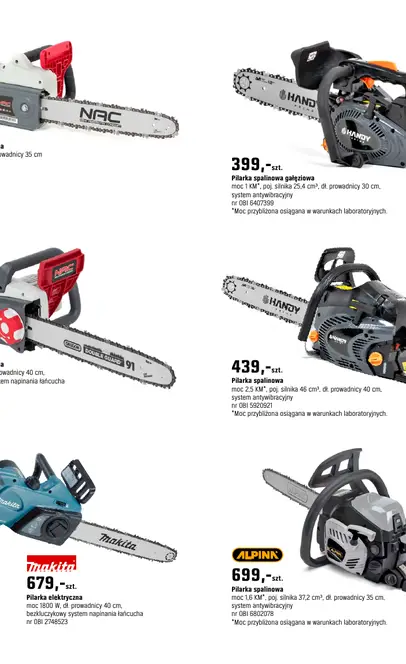 NAC
a
owadnicy 35 cm
HANDY
HANDY
399,-szt.
Pilarka spalinowa gałęziowa
moc 1 KM*, poj. silnika 25,4 cm³, dł. prowadnicy 30 cm,
system antywibracyjny
nr OBI 6407399
*Moc przybliżona osiągana w warunkach laboratoryjnych.
NAC
OREGON DOUBLE GUARD 91
a
owadnicy 40 cm,
tem napinania łańcucha
HANDY
HANDY
439,-szt.
Pilarka spalinowa
moc 2,5 KM*, poj. silnika 46 cm³, dł. prowadnicy 40 cm,
system antywibracyjny
nr OBI 5920921
*Moc przybliżona osiągana w warunkach laboratoryjnych.
makita
makita
makita
679,-szt.
Pilarka elektryczna
moc 1800 W, dł. prowadnicy 40 cm,
bezkluczykowy system napinania łańcucha
nr OBI 2748523
ALPINA
699,-szt.
Pilarka spalinowa
moc 1,6 KM*, poj. silnika 37,2 cm³, dł. prowadnicy 35 cm,
system antywibracyjny
nr OBI 6802078
*Moc przybliżona osiągana w warunkach laboratoryjnych.